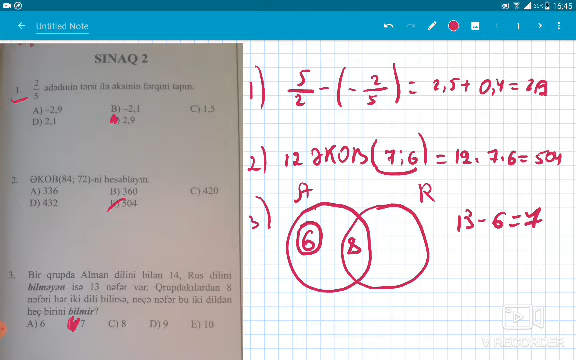 16:45
Untitled Note
1
SINAQ 2
1. 2/5 ədədinin tərsi ilə əksinin fərqini tapın.
A) –2,9 B) –2,1 C) 1,5
D) 2,1 E) 2,9
2. ƏKOB(84; 72)-ni hesablayın.
A) 336 B) 360 C) 420
D) 432 E) 504
3. Bir qrupda Alman dilini bilən 14, Rus dilini
bilməyən isə 13 nəfər var. Qrupdakılardan 8
nəfəri hər iki dili bilirsə, neçə nəfər bu iki dildən
heç birini bilmir?
A) 6 7 C) 8 D) 9 E) 10
1) 5/2 – (– 2/5) = 2,5 + 0,4 = 2,9
2) 12 ƏKOB(7; 6) = 12 · 7 · 6 = 504
A R
3) 6 8 13 – 6 = 7
VIVAREC